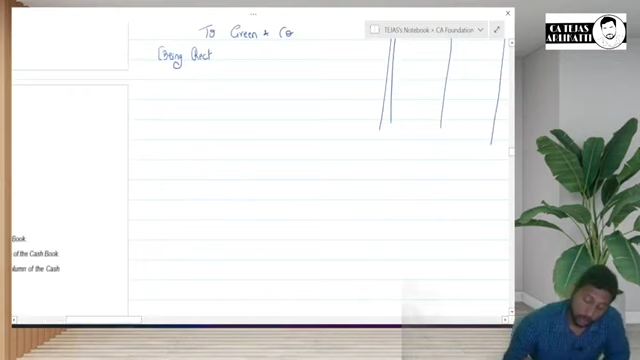 To Green & Co
TEJAS's Notebook > CA Foundation
CA TEJAS
ARLIKATTI
(Being Rect
Book.
of the Cash Book.
olumn of the Cash